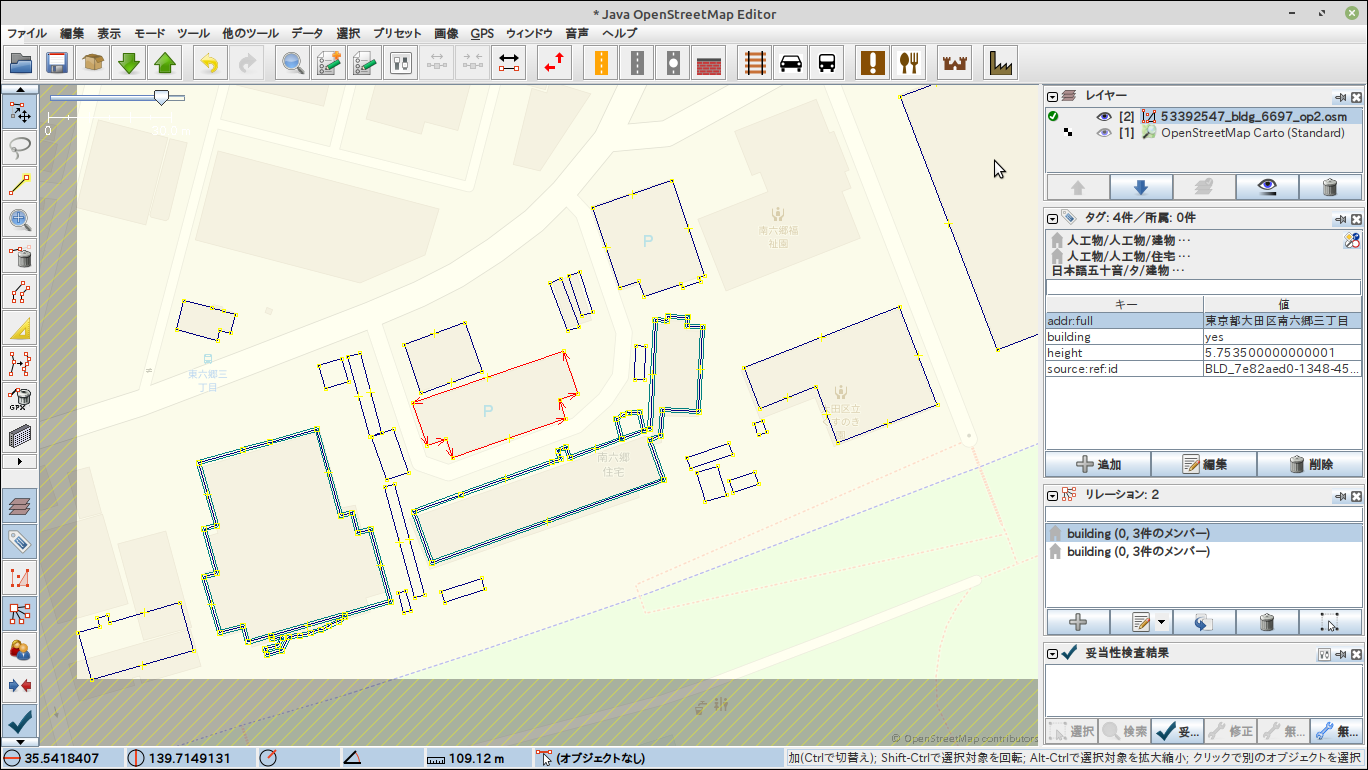 * Java OpenStreetMap Editor
ファイル 編集 表示 モード ツール 他のツール データ 選択 プリセット 画像 GPS ウィンドウ 音声 ヘルプ
0
南六郷福
祉園
P
東六郷三
丁目
P
南六郷
住宅
© OpenStreetMap contributors
レイヤー
[2] 53392547_bldg_6697_op2.osm
[1] OpenStreetMap Carto (Standard)
タグ: 4件／所属: 0件
人工物/人工物/建物…
人工物/人工物/住宅…
日本語五十音/タ/建物…
キー 値
addr:full 東京都大田区南六郷三丁目
building yes
height 5.753500000000001
source:ref:id BLD_7e82aed0-1348-45...
追加 編集 削除
リレーション: 2
building (0, 3件のメンバー)
building (0, 3件のメンバー)
妥当性検査結果
選択 検索 妥... 修正 無... 無...
35.5418407 139.7149131 109.12 m (オブジェクトなし) 加(Ctrlで切替え); Shift-Ctrlで選択対象を回転; Alt-Ctrlで選択対象を拡大縮小; クリックで別のオブジェクトを選択